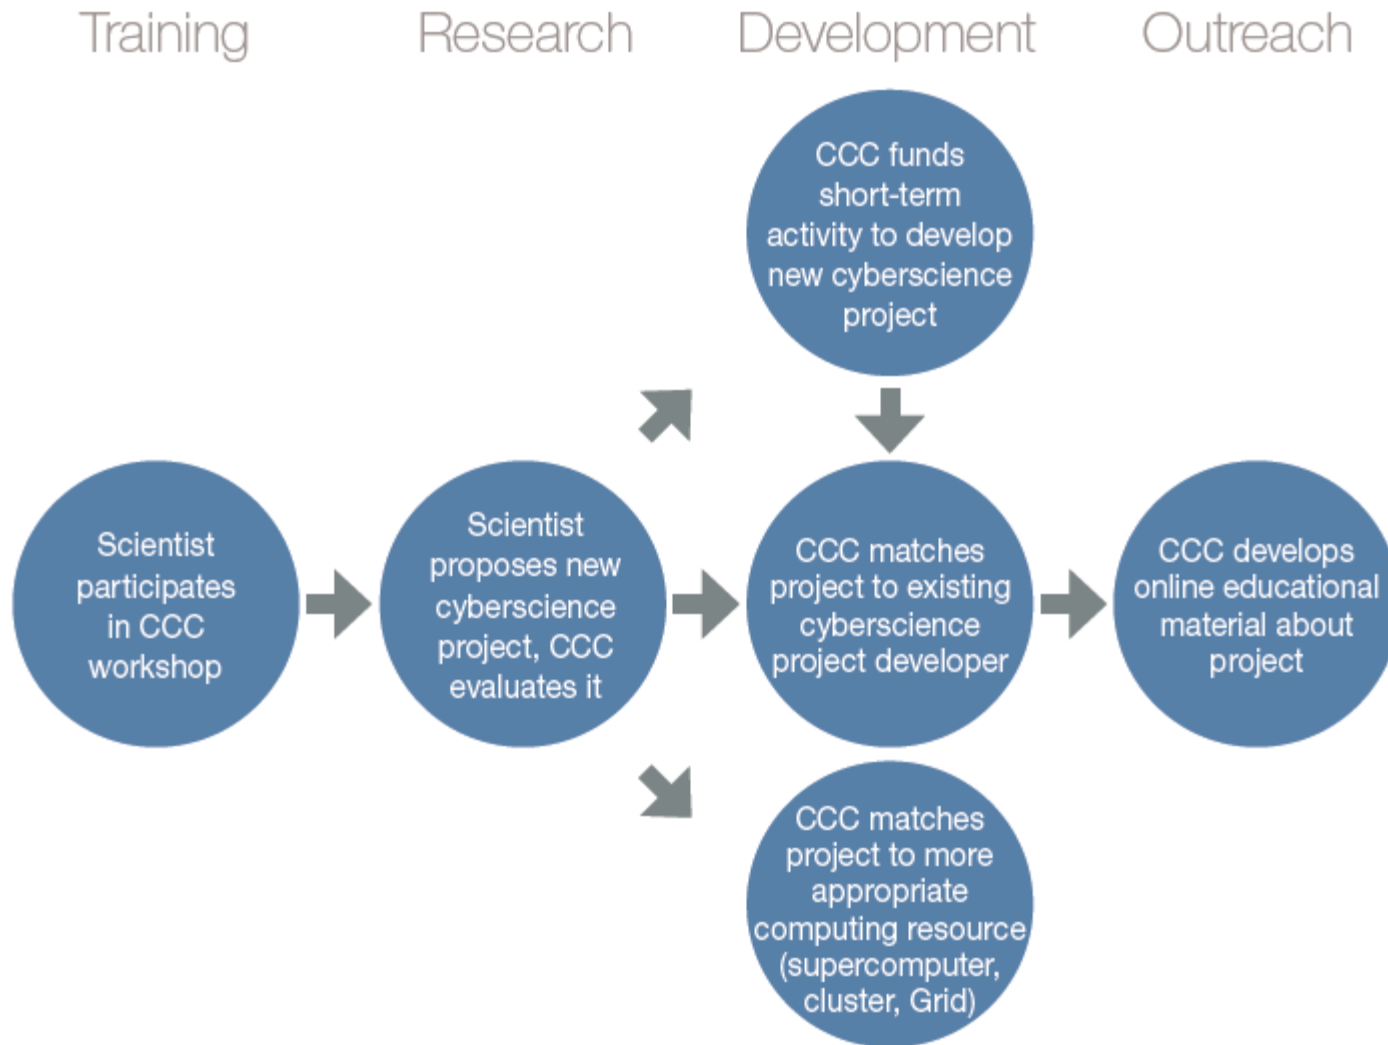 Training
Research
Development
Outreach
CCC funds
short-term
activity to develop
new cyberscience
project
Scientist
participates
in CCC
workshop
Scientist
proposes new
cyberscience
project, CCC
evaluates it
CCC matches
project to existing
cyberscience
project developer
CCC develops
online educational
material about
project
CCC matches
project to more
appropriate
computing resource
(supercomputer,
cluster, Grid)